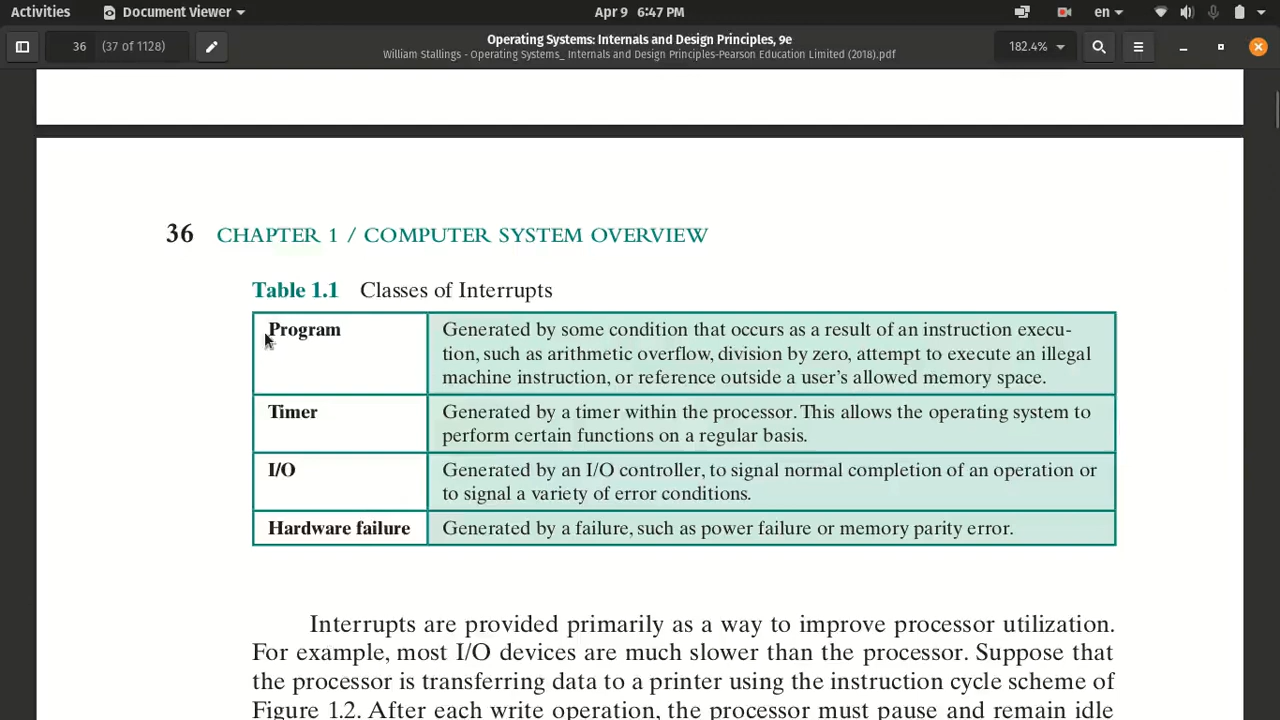 Activities
Document Viewer
Apr 9 6:47 PM
en
36
(37 of 1128)
Operating Systems: Internals and Design Principles, 9e
William Stallings - Operating Systems_ Internals and Design Principles-Pearson Education Limited (2018).pdf
182.4%
36 CHAPTER 1 / COMPUTER SYSTEM OVERVIEW
Table 1.1 Classes of Interrupts
Program
Generated by some condition that occurs as a result of an instruction execu-
tion, such as arithmetic overflow, division by zero, attempt to execute an illegal
machine instruction, or reference outside a user's allowed memory space.
Timer
Generated by a timer within the processor. This allows the operating system to
perform certain functions on a regular basis.
I/O
Generated by an I/O controller, to signal normal completion of an operation or
to signal a variety of error conditions.
Hardware failure
Generated by a failure, such as power failure or memory parity error.
Interrupts are provided primarily as a way to improve processor utilization.
For example, most I/O devices are much slower than the processor. Suppose that
the processor is transferring data to a printer using the instruction cycle scheme of
Figure 1.2. After each write operation, the processor must pause and remain idle